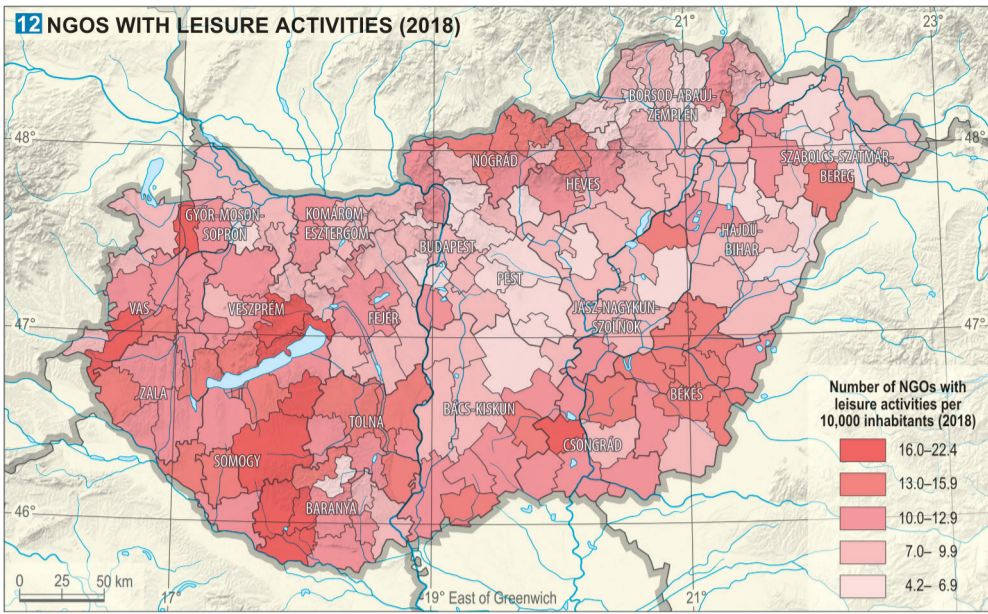 12 NGOS WITH LEISURE ACTIVITIES (2018)
21°
23°
48°
48°
BORSOD-ABAÚJ-
ZEMPLÉN
NÓGRÁD
HEVES
SZABOLCS-SZATMÁR-
BEREG
GYŐR-MOSON-
SOPRON
KOMÁROM-
ESZTERGOM
BUDAPEST
HAJDÚ-
BIHAR
PEST
VAS
VESZPRÉM
FEJÉR
JÁSZ-NAGYKUN-
SZOLNOK
47°
47°
ZALA
TOLNA
BÁCS-KISKUN
BÉKÉS
CSONGRÁD
SOMOGY
BARANYA
46°
46°
Number of NGOs with
leisure activities per
10,000 inhabitants (2018)
16.0–22.4
13.0–15.9
10.0–12.9
7.0– 9.9
4.2– 6.9
0 25 50 km
17°
19° East of Greenwich
21°